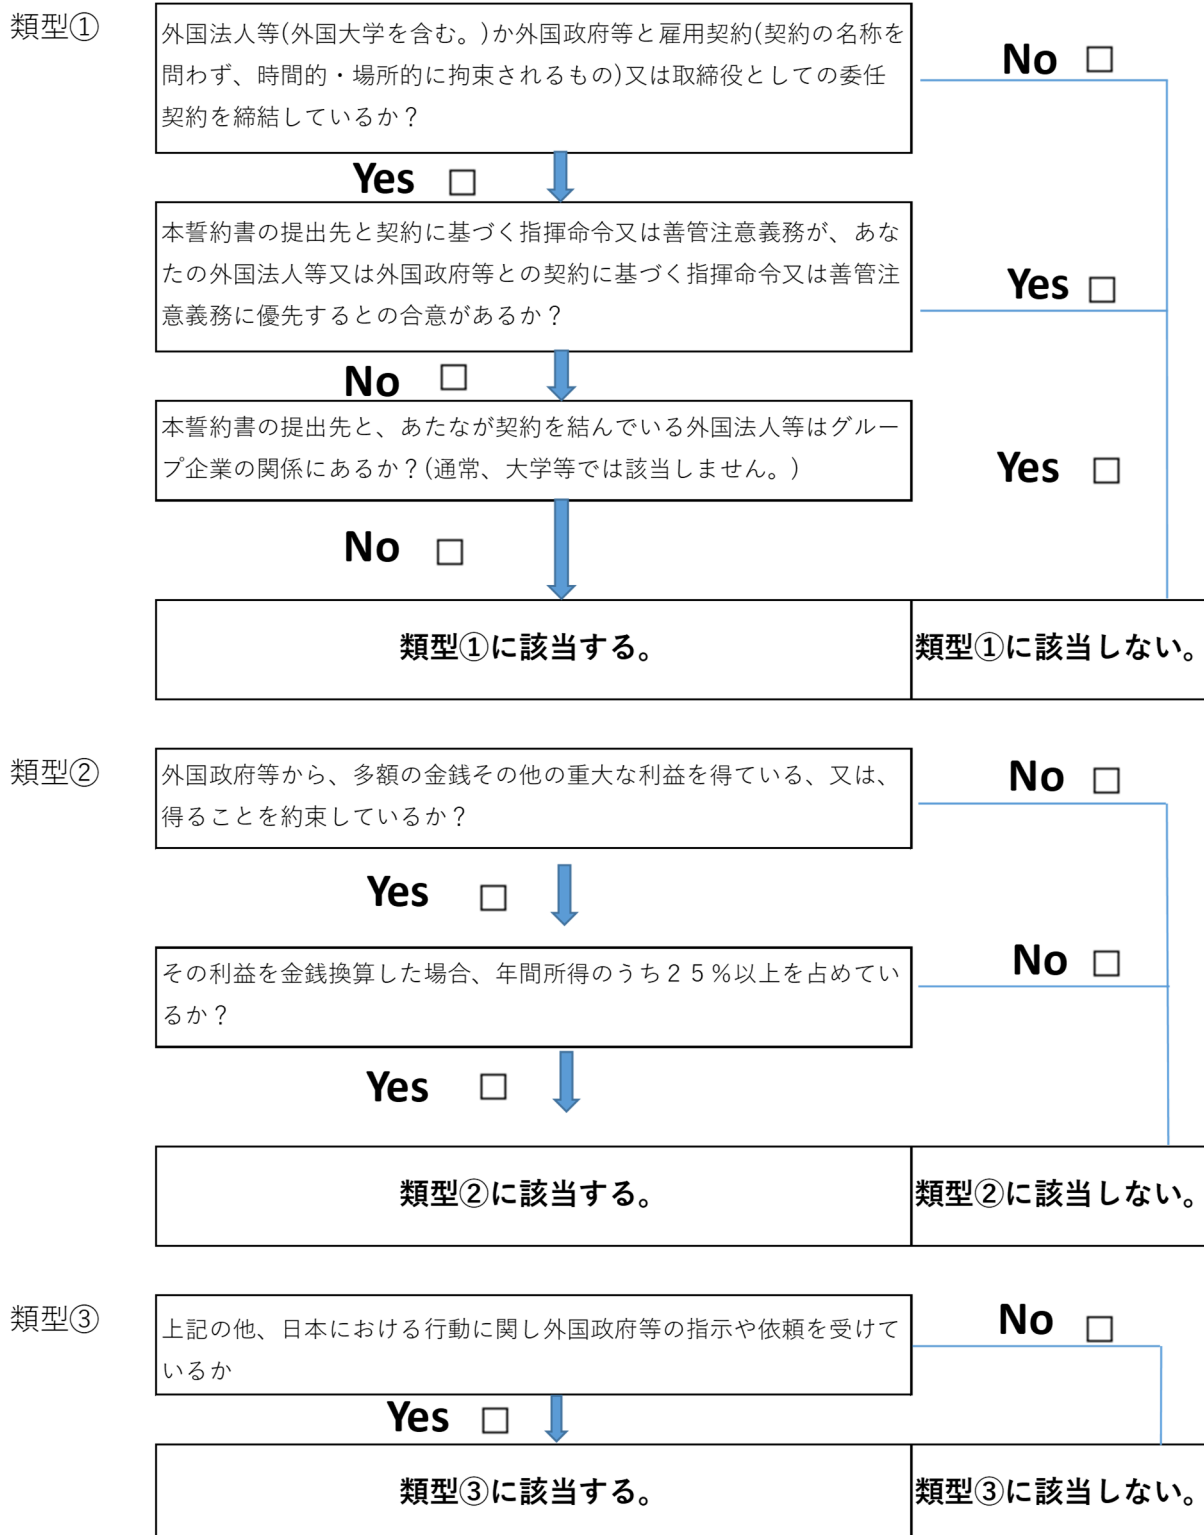 類型①
外国法人等(外国大学を含む。)か外国政府等と雇用契約(契約の名称を
問わず、時間的・場所的に拘束されるもの)又は取締役としての委任
契約を締結しているか？
No □
Yes □
本誓約書の提出先と契約に基づく指揮命令又は善管注意義務が、あな
たの外国法人等又は外国政府等との契約に基づく指揮命令又は善管注
意義務に優先するとの合意があるか？
Yes □
No □
本誓約書の提出先と、あたなが契約を結んでいる外国法人等はグルー
プ企業の関係にあるか？(通常、大学等では該当しません。)
Yes □
No □
類型①に該当する。
類型①に該当しない。
類型②
外国政府等から、多額の金銭その他の重大な利益を得ている、又は、
得ることを約束しているか？
No □
Yes □
その利益を金銭換算した場合、年間所得のうち２５％以上を占めてい
るか？
No □
Yes □
類型②に該当する。
類型②に該当しない。
類型③
上記の他、日本における行動に関し外国政府等の指示や依頼を受けて
いるか
No □
Yes □
類型③に該当する。
類型③に該当しない。